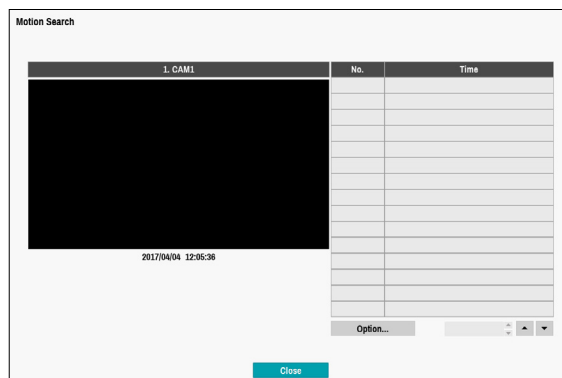 Motion Search
1. CAM1
No. Time
2017/04/04 12:05:36
Option...
Close